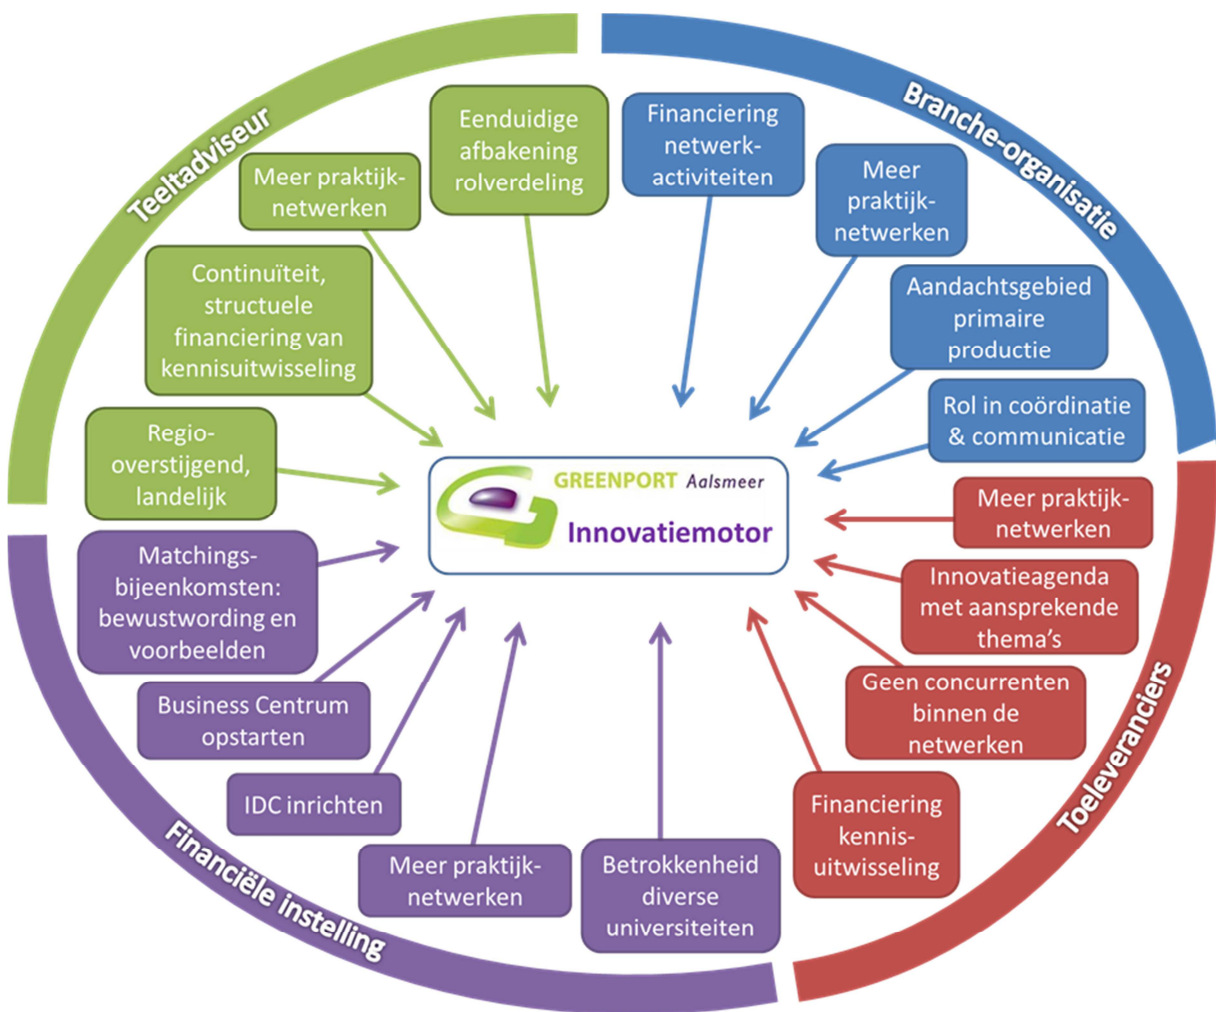 Teeltadviseur
Eenduidige
afbakening
rolverdeling
Meer praktijk-
netwerken
Continuïteit,
structuele
financiering van
kennisuitwisseling
Regio-
overstijgend,
landelijk
Branche-organisatie
Financiering
netwerk-
activiteiten
Meer
praktijk-
netwerken
Aandachtsgebied
primaire
productie
Rol in coördinatie
& communicatie
GREENPORT Aalsmeer
Innovatiemotor
Toeleveranciers
Meer praktijk-
netwerken
Innovatieagenda
met aansprekende
thema's
Geen concurrenten
binnen de
netwerken
Financiering
kennis-
uitwisseling
Financiële instelling
Matchings-
bijeenkomsten:
bewustwording en
voorbeelden
Business Centrum
opstarten
IDC inrichten
Meer praktijk-
netwerken
Betrokkenheid
diverse
universiteiten